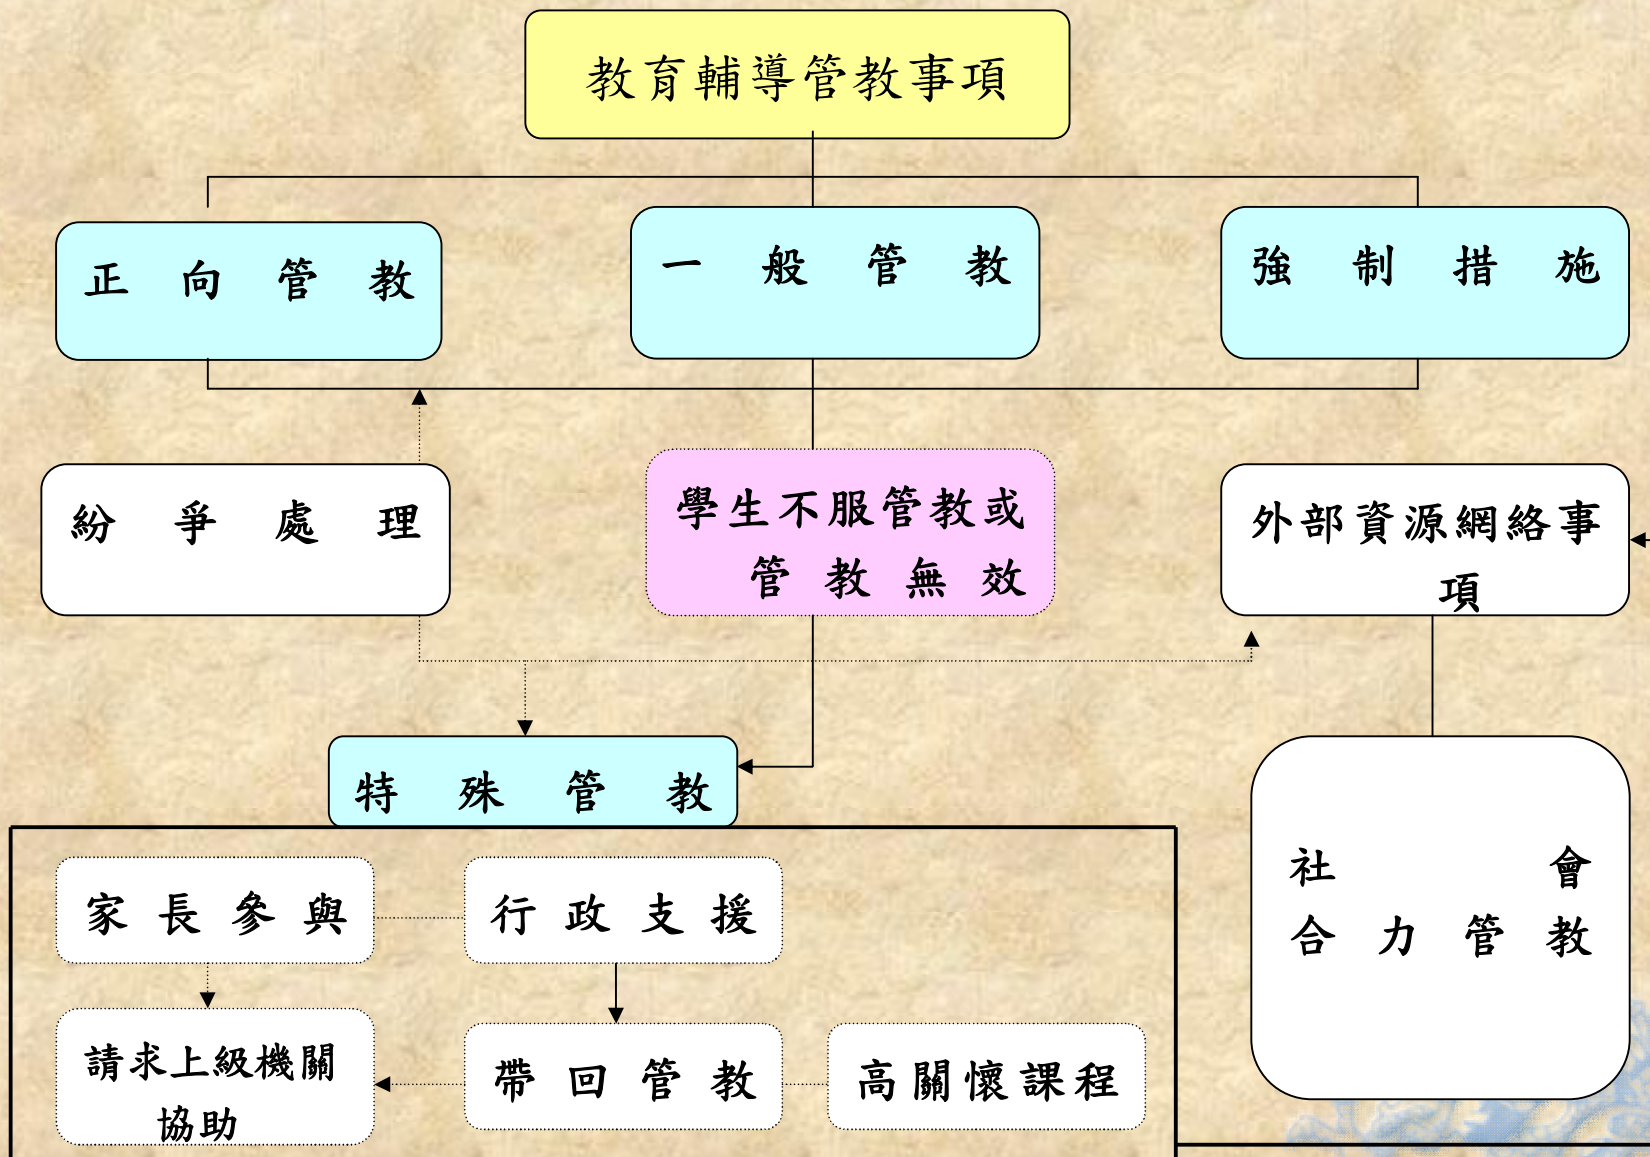 教育輔導管教事項
正向管教
一般管教
強制措施
紛爭處理
學生不服管教或
管教無效
外部資源網絡事
項
特殊管教
家長參與
行政支援
社會
合力管教
請求上級機關
協助
帶回管教
高關懷課程